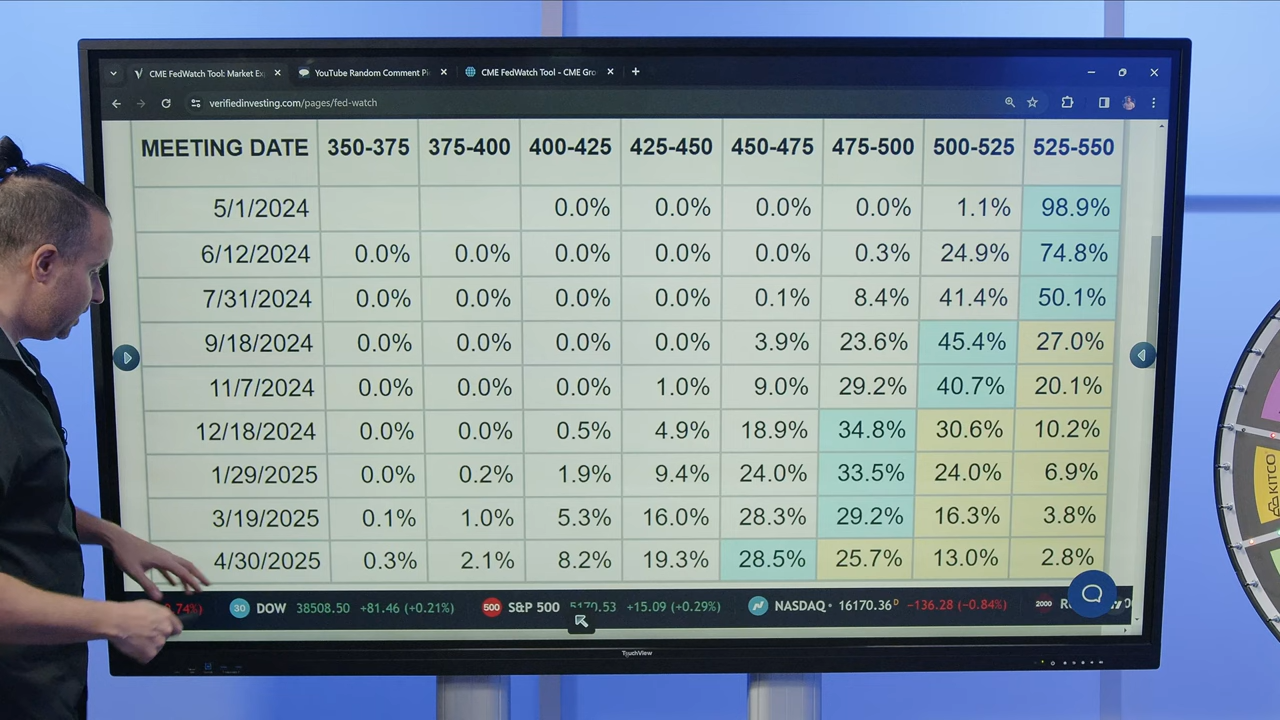 CME FedWatch Tool: Market Ex
YouTube Random Comment Pi
CME FedWatch Tool - CME Gro
verifiedinvesting.com/pages/fed-watch
MEETING DATE 350-375 375-400 400-425 425-450 450-475 475-500 500-525 525-550
5/1/2024 0.0% 0.0% 0.0% 0.0% 1.1% 98.9%
6/12/2024 0.0% 0.0% 0.0% 0.0% 0.0% 0.3% 24.9% 74.8%
7/31/2024 0.0% 0.0% 0.0% 0.0% 0.1% 8.4% 41.4% 50.1%
9/18/2024 0.0% 0.0% 0.0% 0.0% 3.9% 23.6% 45.4% 27.0%
11/7/2024 0.0% 0.0% 0.0% 1.0% 9.0% 29.2% 40.7% 20.1%
12/18/2024 0.0% 0.0% 0.5% 4.9% 18.9% 34.8% 30.6% 10.2%
1/29/2025 0.0% 0.2% 1.9% 9.4% 24.0% 33.5% 24.0% 6.9%
3/19/2025 0.1% 1.0% 5.3% 16.0% 28.3% 29.2% 16.3% 3.8%
4/30/2025 0.3% 2.1% 8.2% 19.3% 28.5% 25.7% 13.0% 2.8%
.74%) 30 DOW 38508.50 +81.46 (+0.21%) 500 S&P 500 5170.53 +15.09 (+0.29%) NASDAQ 16170.36 D −136.28 (−0.84%) 2000
TouchView
KITCO